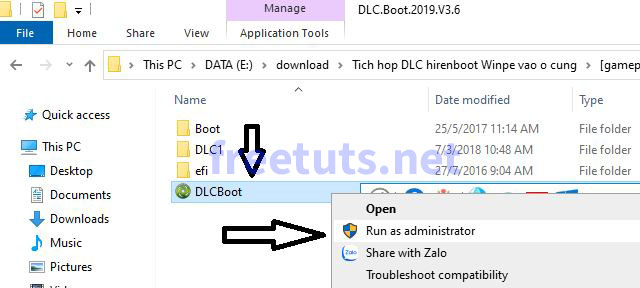 Manage
DLC.Boot.2019.V3.6
File
Home
Share
View
Application Tools
This PC > DATA (E:) > download > Tich hop DLC hirenboot Winpe vao o cung > [gamep
Name
Date modified
Type
Quick access
Boot
25/5/2017 11:14 AM
File folder
This PC
DLC1
7/3/2018 10:48 AM
File folder
freetuts.net
efi
27/7/2016 9:56 AM
File folder
Desktop
DLCBoot
Documents
Open
Downloads
Run as administrator
Music
Zalo
Share with Zalo
Pictures
Troubleshoot compatibility